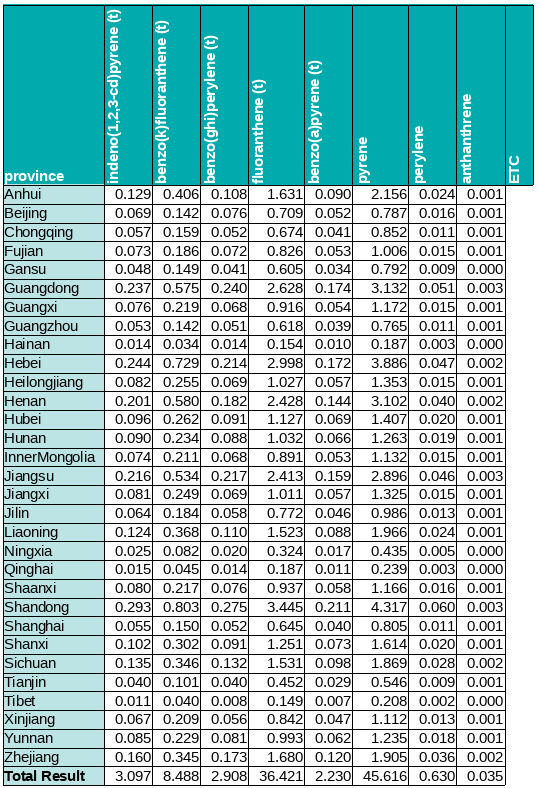 province indeno(1,2,3-cd)pyrene (t) benzo(k)fluoranthene (t) benzo(ghi)perylene (t) fluoranthene (t) benzo(a)pyrene (t) pyrene perylene anthanthrene ETC
Anhui 0.129 0.406 0.108 1.631 0.090 2.156 0.024 0.001
Beijing 0.069 0.142 0.076 0.709 0.052 0.787 0.016 0.001
Chongqing 0.057 0.159 0.052 0.674 0.041 0.852 0.011 0.001
Fujian 0.073 0.186 0.072 0.826 0.053 1.006 0.015 0.001
Gansu 0.048 0.149 0.041 0.605 0.034 0.792 0.009 0.000
Guangdong 0.237 0.575 0.240 2.628 0.174 3.132 0.051 0.003
Guangxi 0.076 0.219 0.068 0.916 0.054 1.172 0.015 0.001
Guangzhou 0.053 0.142 0.051 0.618 0.039 0.765 0.011 0.001
Hainan 0.014 0.034 0.014 0.154 0.010 0.187 0.003 0.000
Hebei 0.244 0.729 0.214 2.998 0.172 3.886 0.047 0.002
Heilongjiang 0.082 0.255 0.069 1.027 0.057 1.353 0.015 0.001
Henan 0.201 0.580 0.182 2.428 0.144 3.102 0.040 0.002
Hubei 0.096 0.262 0.091 1.127 0.069 1.407 0.020 0.001
Hunan 0.090 0.234 0.088 1.032 0.066 1.263 0.019 0.001
InnerMongolia 0.074 0.211 0.068 0.891 0.053 1.132 0.015 0.001
Jiangsu 0.216 0.534 0.217 2.413 0.159 2.896 0.046 0.003
Jiangxi 0.081 0.249 0.069 1.011 0.057 1.325 0.015 0.001
Jilin 0.064 0.184 0.058 0.772 0.046 0.986 0.013 0.001
Liaoning 0.124 0.368 0.110 1.523 0.088 1.966 0.024 0.001
Ningxia 0.025 0.082 0.020 0.324 0.017 0.435 0.005 0.000
Qinghai 0.015 0.045 0.014 0.187 0.011 0.239 0.003 0.000
Shaanxi 0.080 0.217 0.076 0.937 0.058 1.166 0.016 0.001
Shandong 0.293 0.803 0.275 3.445 0.211 4.317 0.060 0.003
Shanghai 0.055 0.150 0.052 0.645 0.040 0.805 0.011 0.001
Shanxi 0.102 0.302 0.091 1.251 0.073 1.614 0.020 0.001
Sichuan 0.135 0.346 0.132 1.531 0.098 1.869 0.028 0.002
Tianjin 0.040 0.101 0.040 0.452 0.029 0.546 0.009 0.001
Tibet 0.011 0.040 0.008 0.149 0.007 0.208 0.002 0.000
Xinjiang 0.067 0.209 0.056 0.842 0.047 1.112 0.013 0.001
Yunnan 0.085 0.229 0.081 0.993 0.062 1.235 0.018 0.001
Zhejiang 0.160 0.345 0.173 1.680 0.120 1.905 0.036 0.002
Total Result 3.097 8.488 2.908 36.421 2.230 45.616 0.630 0.035